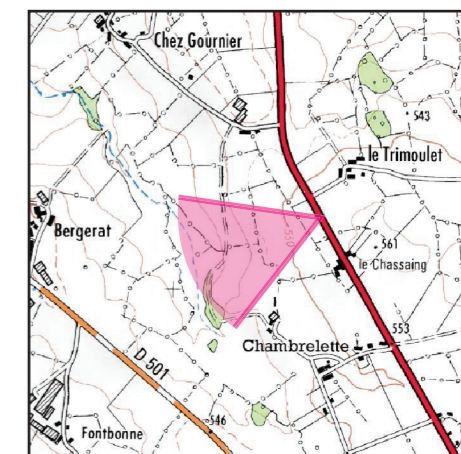 Chez Gournier
543
le Trimoulet
Bergerat
550
561
le Chassaing
553
Chambrelette
D 501
546
Fontbonne